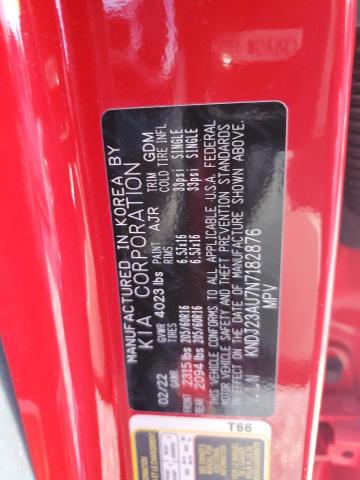 MANUFACTURED IN KOREA BY
KIA CORPORATION
GVWR 4023 lbs PAINT AJR TRIM GDM
02/22 GAWR TIRES RIMS COLD TIRE INFL
FRONT 2315 lbs 205/60R16 6.5Jx16 33psi SINGLE
REAR 2094 lbs 205/60R16 6.5Jx16 33psi SINGLE
THIS VEHICLE CONFORMS TO ALL APPLICABLE U.S.A. FEDERAL
MOTOR VEHICLE SAFETY AND THEFT PREVENTION STANDARDS
IN EFFECT ON THE DATE OF MANUFACTURE SHOWN ABOVE.
KNDJ23AU7N7182876
MPV
T66